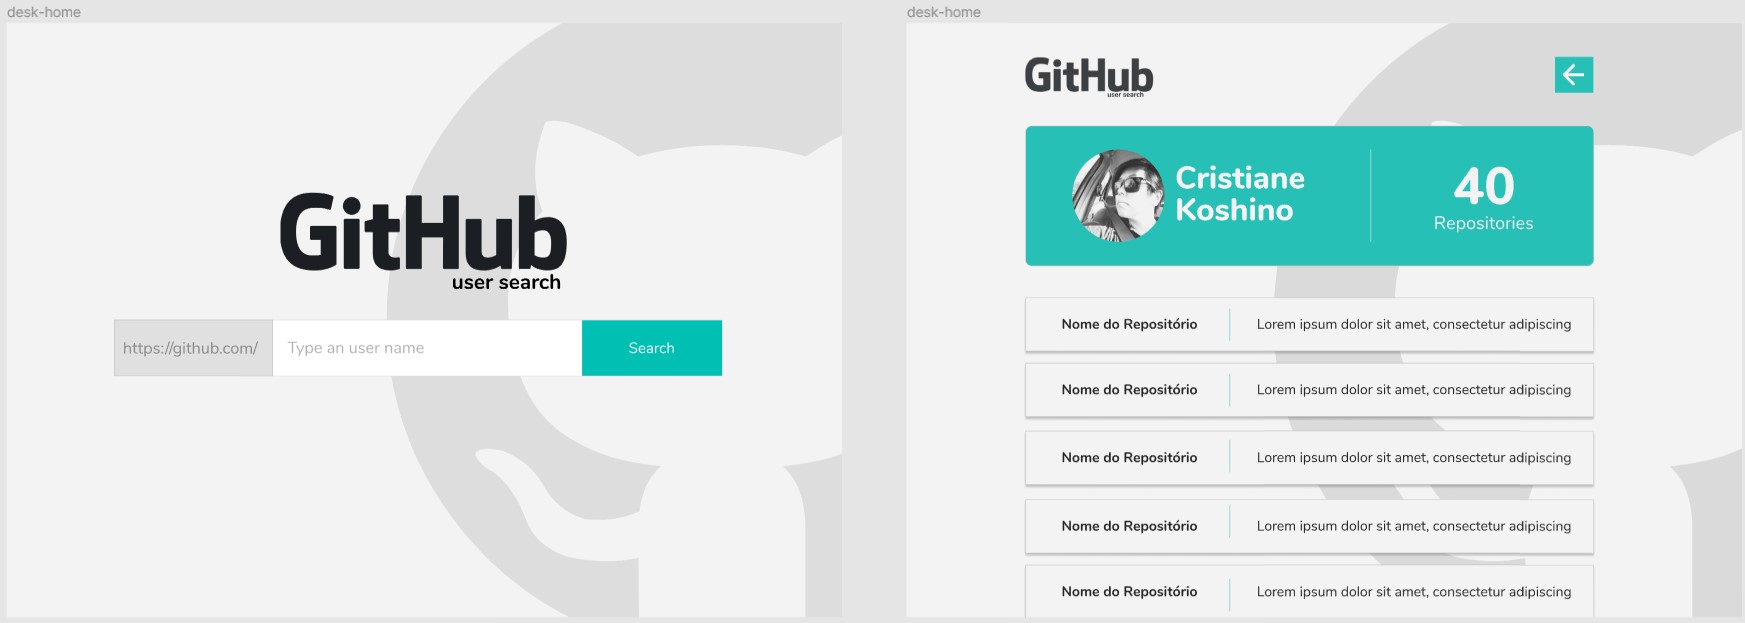 desk-home
GitHub
user search
https://github.com/ Type an user name Search
desk-home
GitHub
user search
Cristiane
Koshino
40
Repositories
Nome do Repositório Lorem ipsum dolor sit amet, consectetur adipiscing
Nome do Repositório Lorem ipsum dolor sit amet, consectetur adipiscing
Nome do Repositório Lorem ipsum dolor sit amet, consectetur adipiscing
Nome do Repositório Lorem ipsum dolor sit amet, consectetur adipiscing
Nome do Repositório Lorem ipsum dolor sit amet, consectetur adipiscing